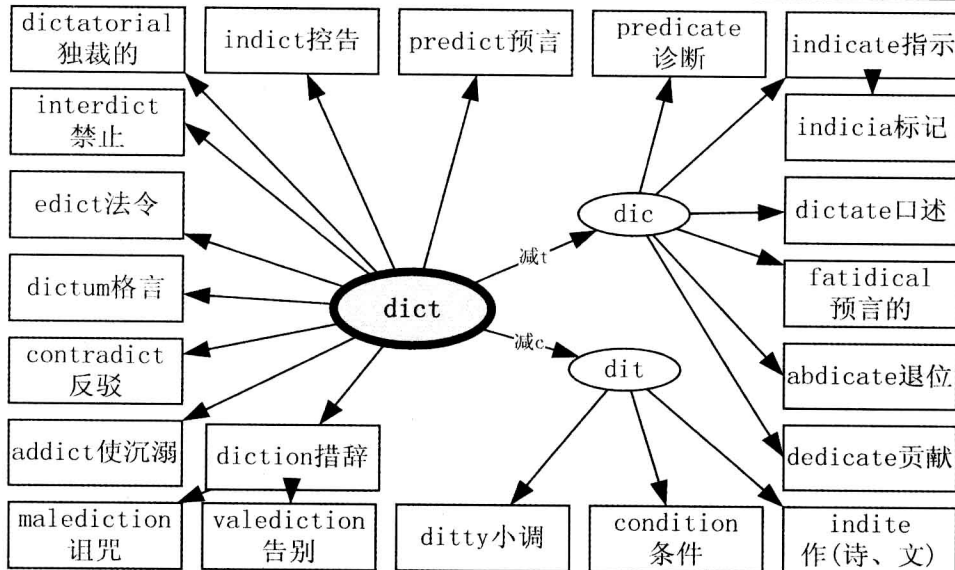 dictatorial
独裁的
indict控告
predict预言
predicate
诊断
indicate指示
interdict
禁止
indicia标记
edict法令
dic
dictate口述
减t
dictum格言
dict
fatidical
预言的
contradict
反驳
减c
dit
abdicate退位
addict使沉溺
diction措辞
dedicate贡献
malediction
诅咒
valediction
告别
ditty小调
condition
条件
indite
作(诗、文)